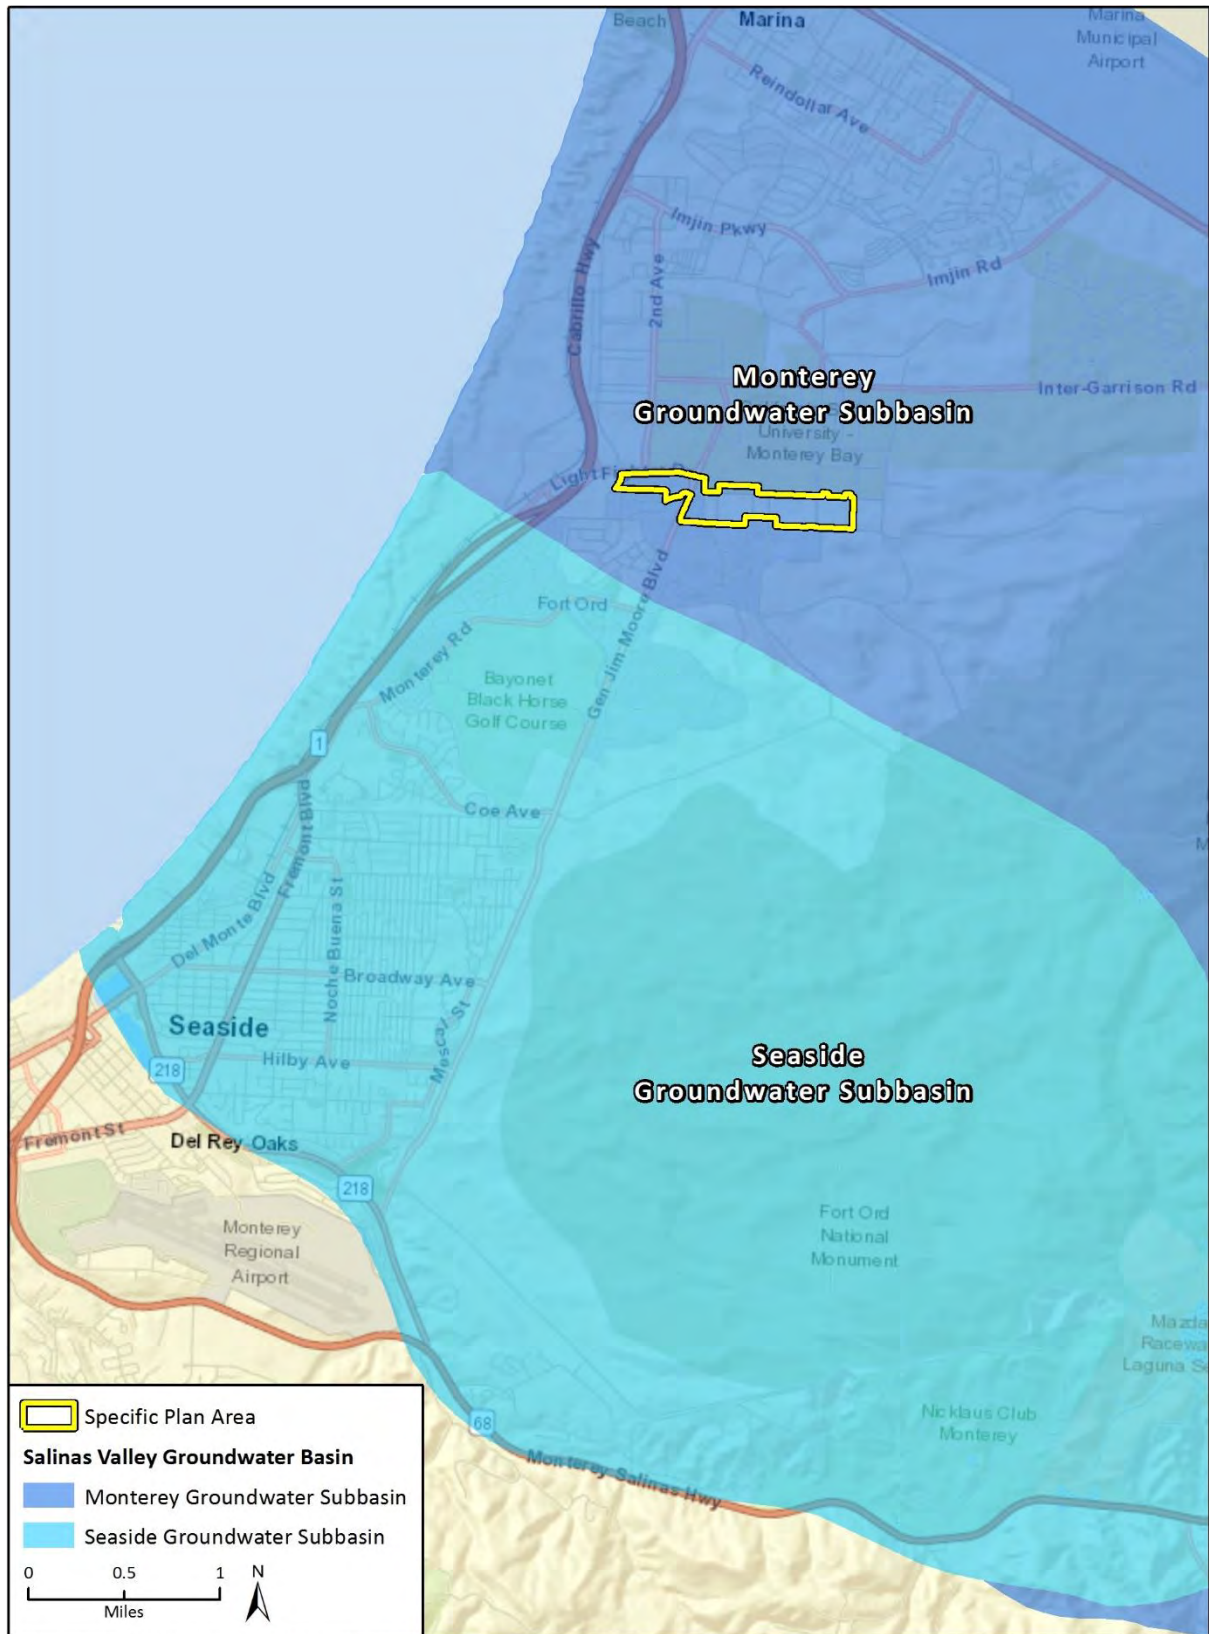 Beach
Marina
Marina
Municipal
Airport
Reindollar Ave
Imjin Pkwy
Imjin Rd
2nd Ave
Cabrillo Hwy
Monterey
Groundwater Subbasin
Inter-Garrison Rd
University -
Monterey Bay
Gen Jim Moore Blvd
Fort Ord
Monterey Rd
Bayonet
Black Horse
Golf Course
1
Coe Ave
Fremont Blvd
Del Monte Blvd
Noche Buena St
Broadway Ave
Seaside
Hilby Ave
Mescal St
218
Seaside
Groundwater Subbasin
Fremont St
Del Rey Oaks
218
Monterey
Regional
Airport
Fort Ord
National
Monument
Nicklaus Club
Monterey
68
Monterey Salinas Hwy
Specific Plan Area
Salinas Valley Groundwater Basin
Monterey Groundwater Subbasin
Seaside Groundwater Subbasin
0 0.5 1
Miles
N